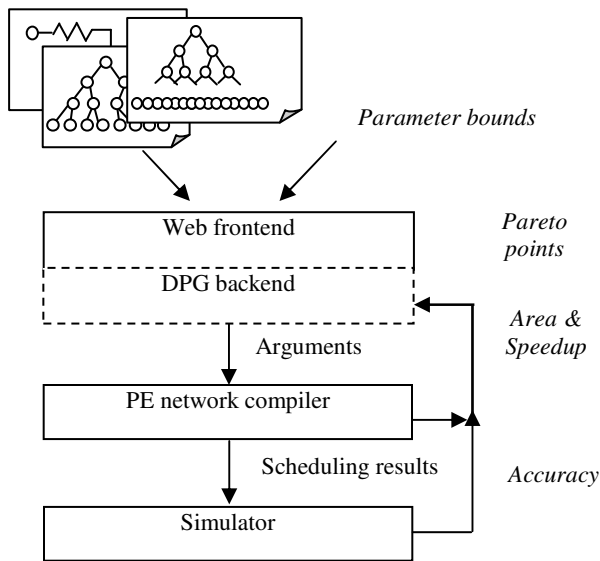 Parameter bounds
Web frontend
Pareto
points
DPG backend
Area &
Speedup
Arguments
PE network compiler
Scheduling results
Accuracy
Simulator